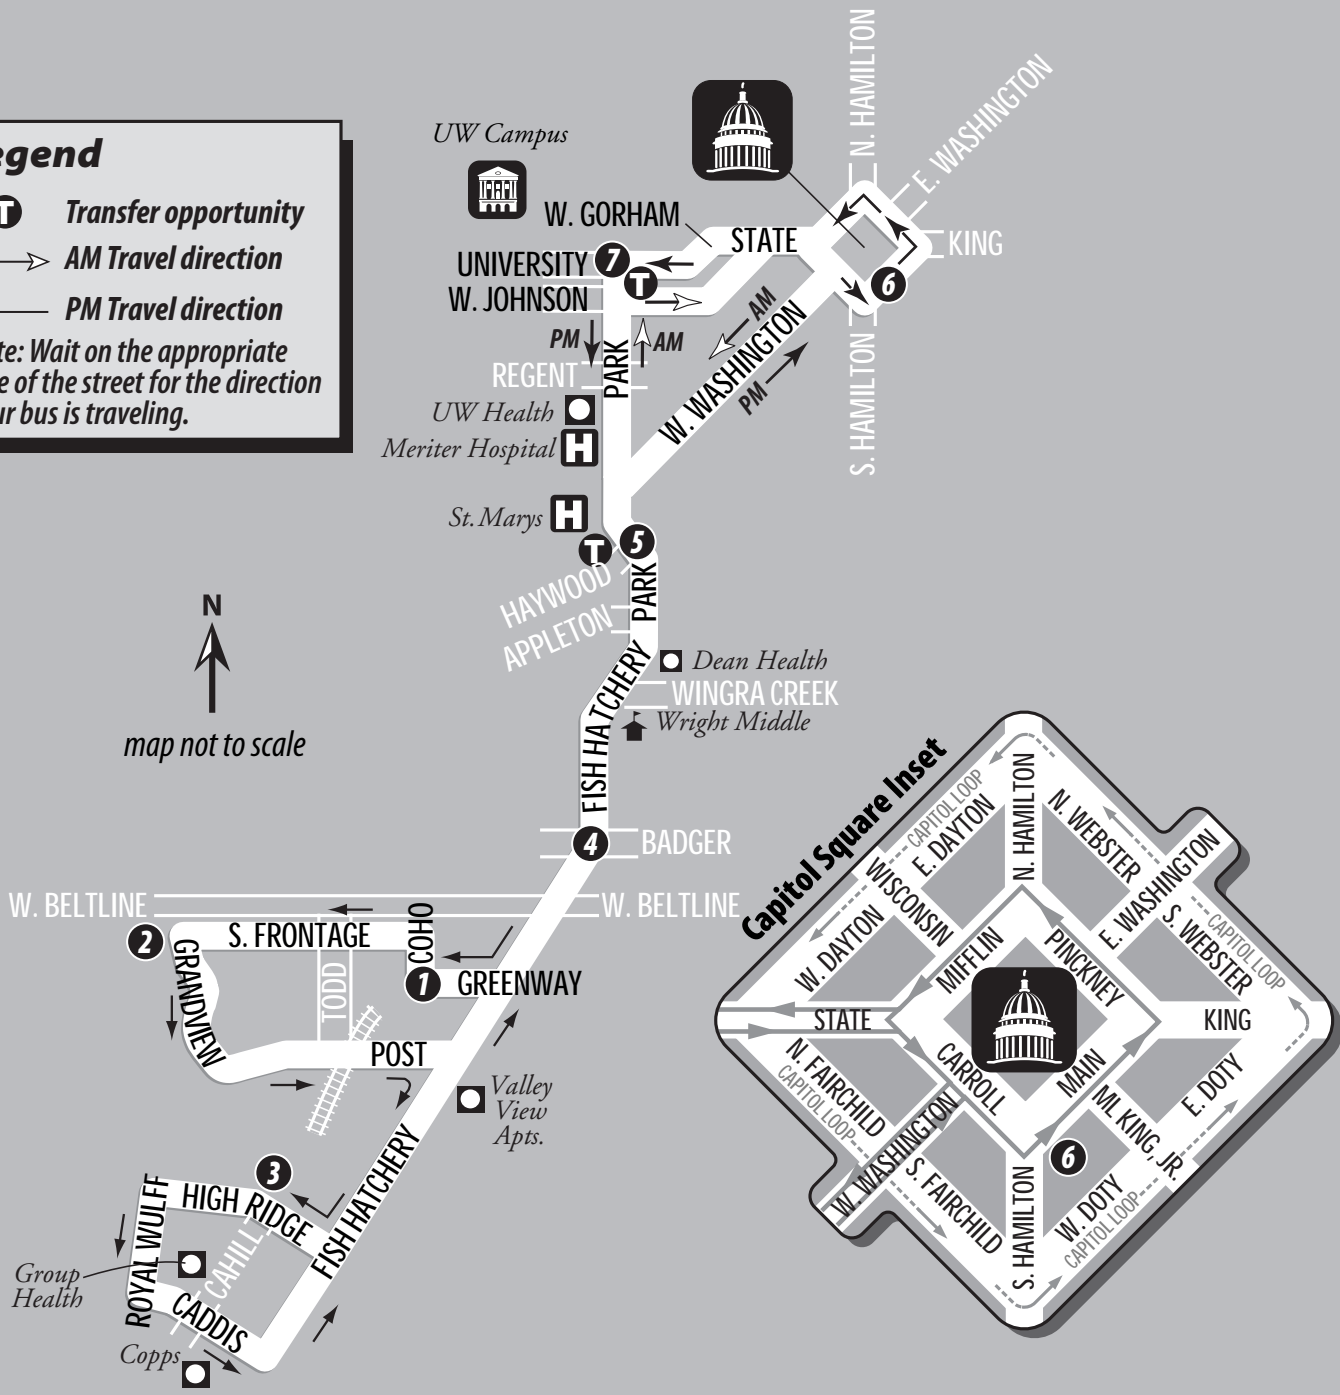 N. HAMILTON
E. WASHINGTON
UW Campus
egend
T Transfer opportunity
AM Travel direction
PM Travel direction
te: Wait on the appropriate
e of the street for the direction
ur bus is traveling.
W. GORHAM
STATE
KING
UNIVERSITY
7
T
6
W. JOHNSON
AM
PM
AM
PARK
W. WASHINGTON
PM
REGENT
S. HAMILTON
UW Health
Meriter Hospital H
St. Marys H
T
5
HAYWOOD
PARK
APPLETON
N
map not to scale
Dean Health
WINGRA CREEK
Wright Middle
FISH HATCHERY
4
BADGER
W. BELTLINE
W. BELTLINE
2
S. FRONTAGE
COHO
GRANDVIEW
TODD
1
GREENWAY
POST
Valley
View
Apts.
3
HIGH RIDGE
FISH HATCHERY
ROYAL WULFF
CAHILL
Group
Health
CADDIS
Copps
Capitol Square Inset
CAPITOL LOOP
E. DAYTON
N. HAMILTON
N. WEBSTER
E. WASHINGTON
WISCONSIN
W. DAYTON
MIFFLIN
PINCKNEY
S. WEBSTER
CAPITOL LOOP
STATE
KING
N. FAIRCHILD
CAPITOL LOOP
CARROLL
MAIN
E. DOTY
ML KING, JR.
W. WASHINGTON
S. FAIRCHILD
6
S. HAMILTON
W. DOTY
CAPITOL LOOP